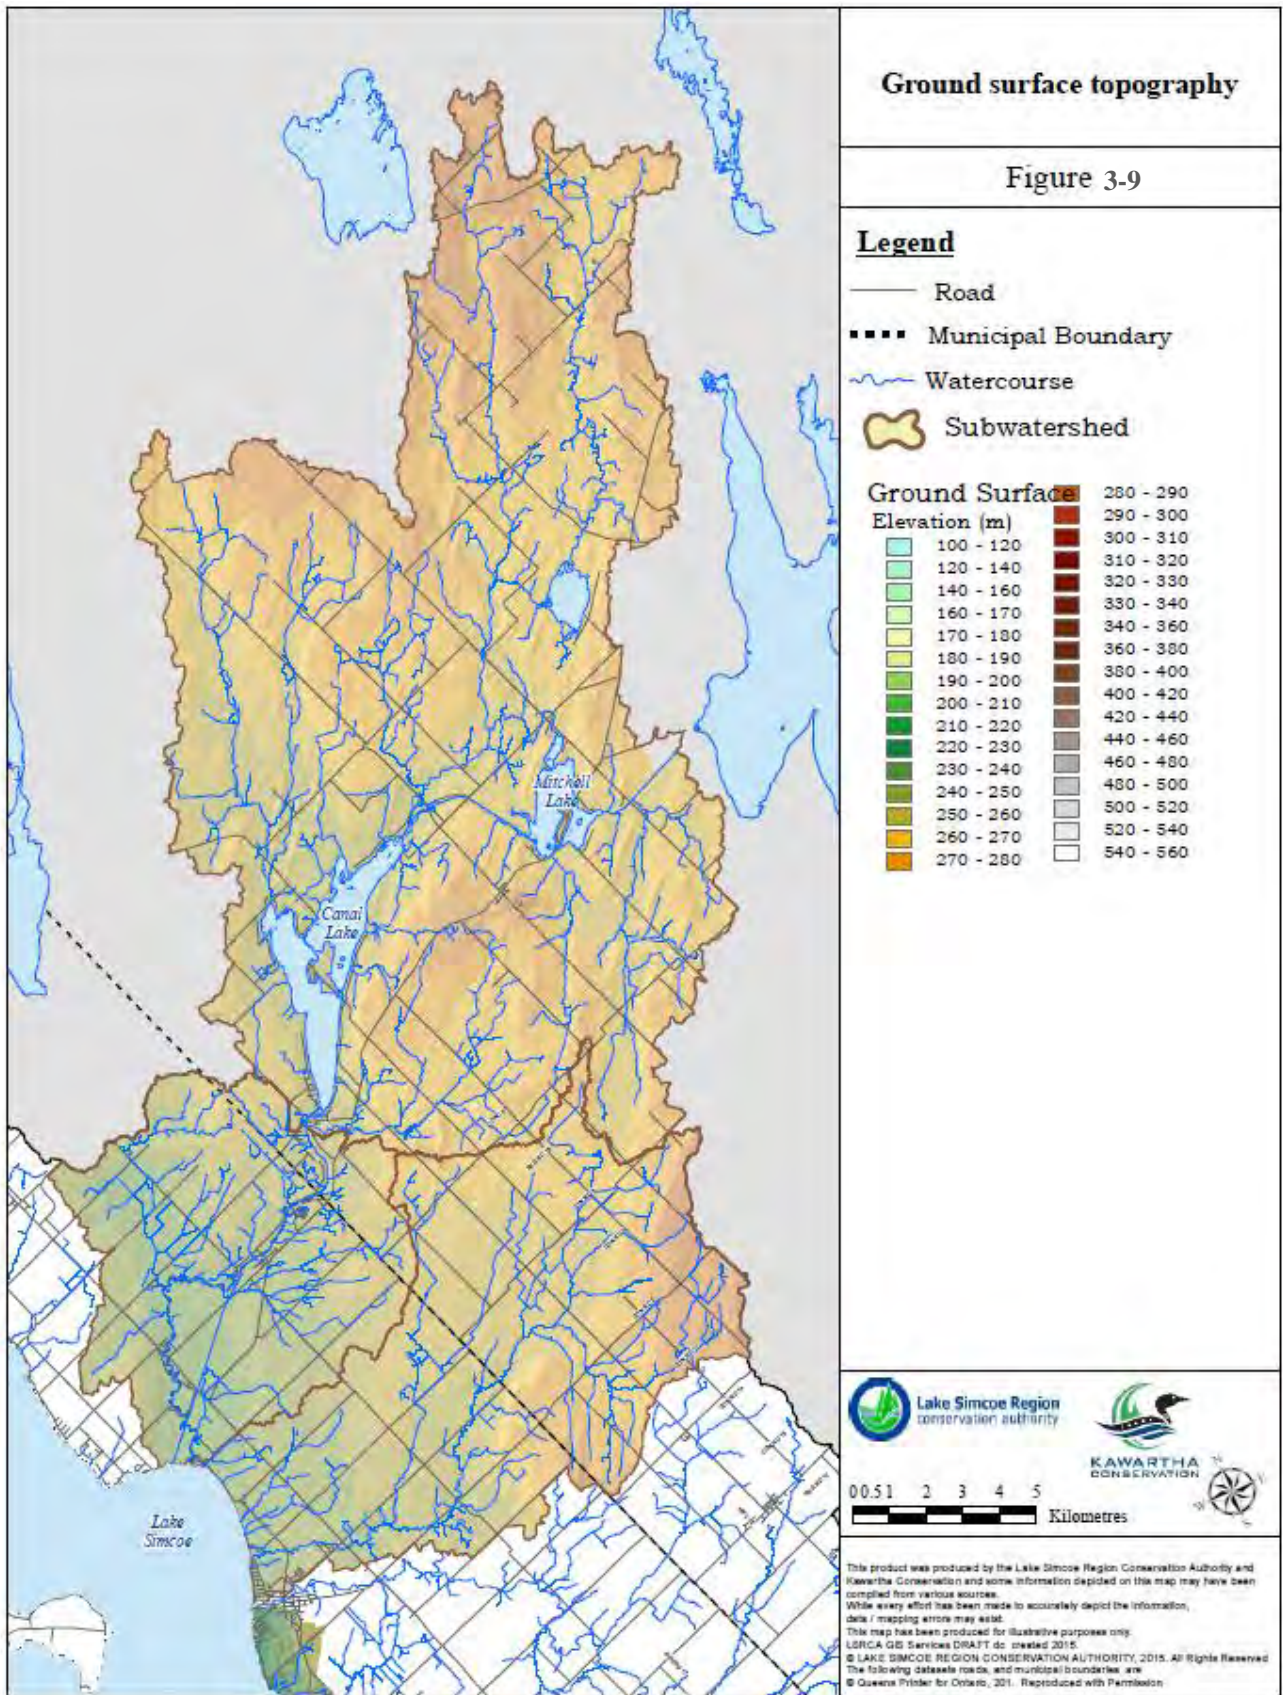 Ground surface topography
Figure 3-9
Legend
Road
Municipal Boundary
Watercourse
Subwatershed
Ground Surface
Elevation (m)
100 - 120
120 - 140
140 - 160
160 - 170
170 - 180
180 - 190
190 - 200
200 - 210
210 - 220
220 - 230
230 - 240
240 - 250
250 - 260
260 - 270
270 - 280
280 - 290
290 - 300
300 - 310
310 - 320
320 - 330
330 - 340
340 - 360
360 - 380
380 - 400
400 - 420
420 - 440
440 - 460
460 - 480
480 - 500
500 - 520
520 - 540
540 - 560
Mitchell
Lake
Canal
Lake
Lake
Simcoe
Lake Simcoe Region
conservation authority
KAWARTHA
CONSERVATION
0 0.5 1 2 3 4 5
Kilometres
This product was produced by the Lake Simcoe Region Conservation Authority and
Kawartha Conservation and some information depicted on this map may have been
compiled from various sources.
While every effort has been made to accurately depict the information,
data / mapping errors may exist.
This map has been produced for illustrative purposes only.
LSRCA GIS Services DRAFT dc created 2015.
© LAKE SIMCOE REGION CONSERVATION AUTHORITY, 2015. All Rights Reserved
The following datasets roads, and municipal boundaries are
© Queens Printer for Ontario, 201. Reproduced with Permission